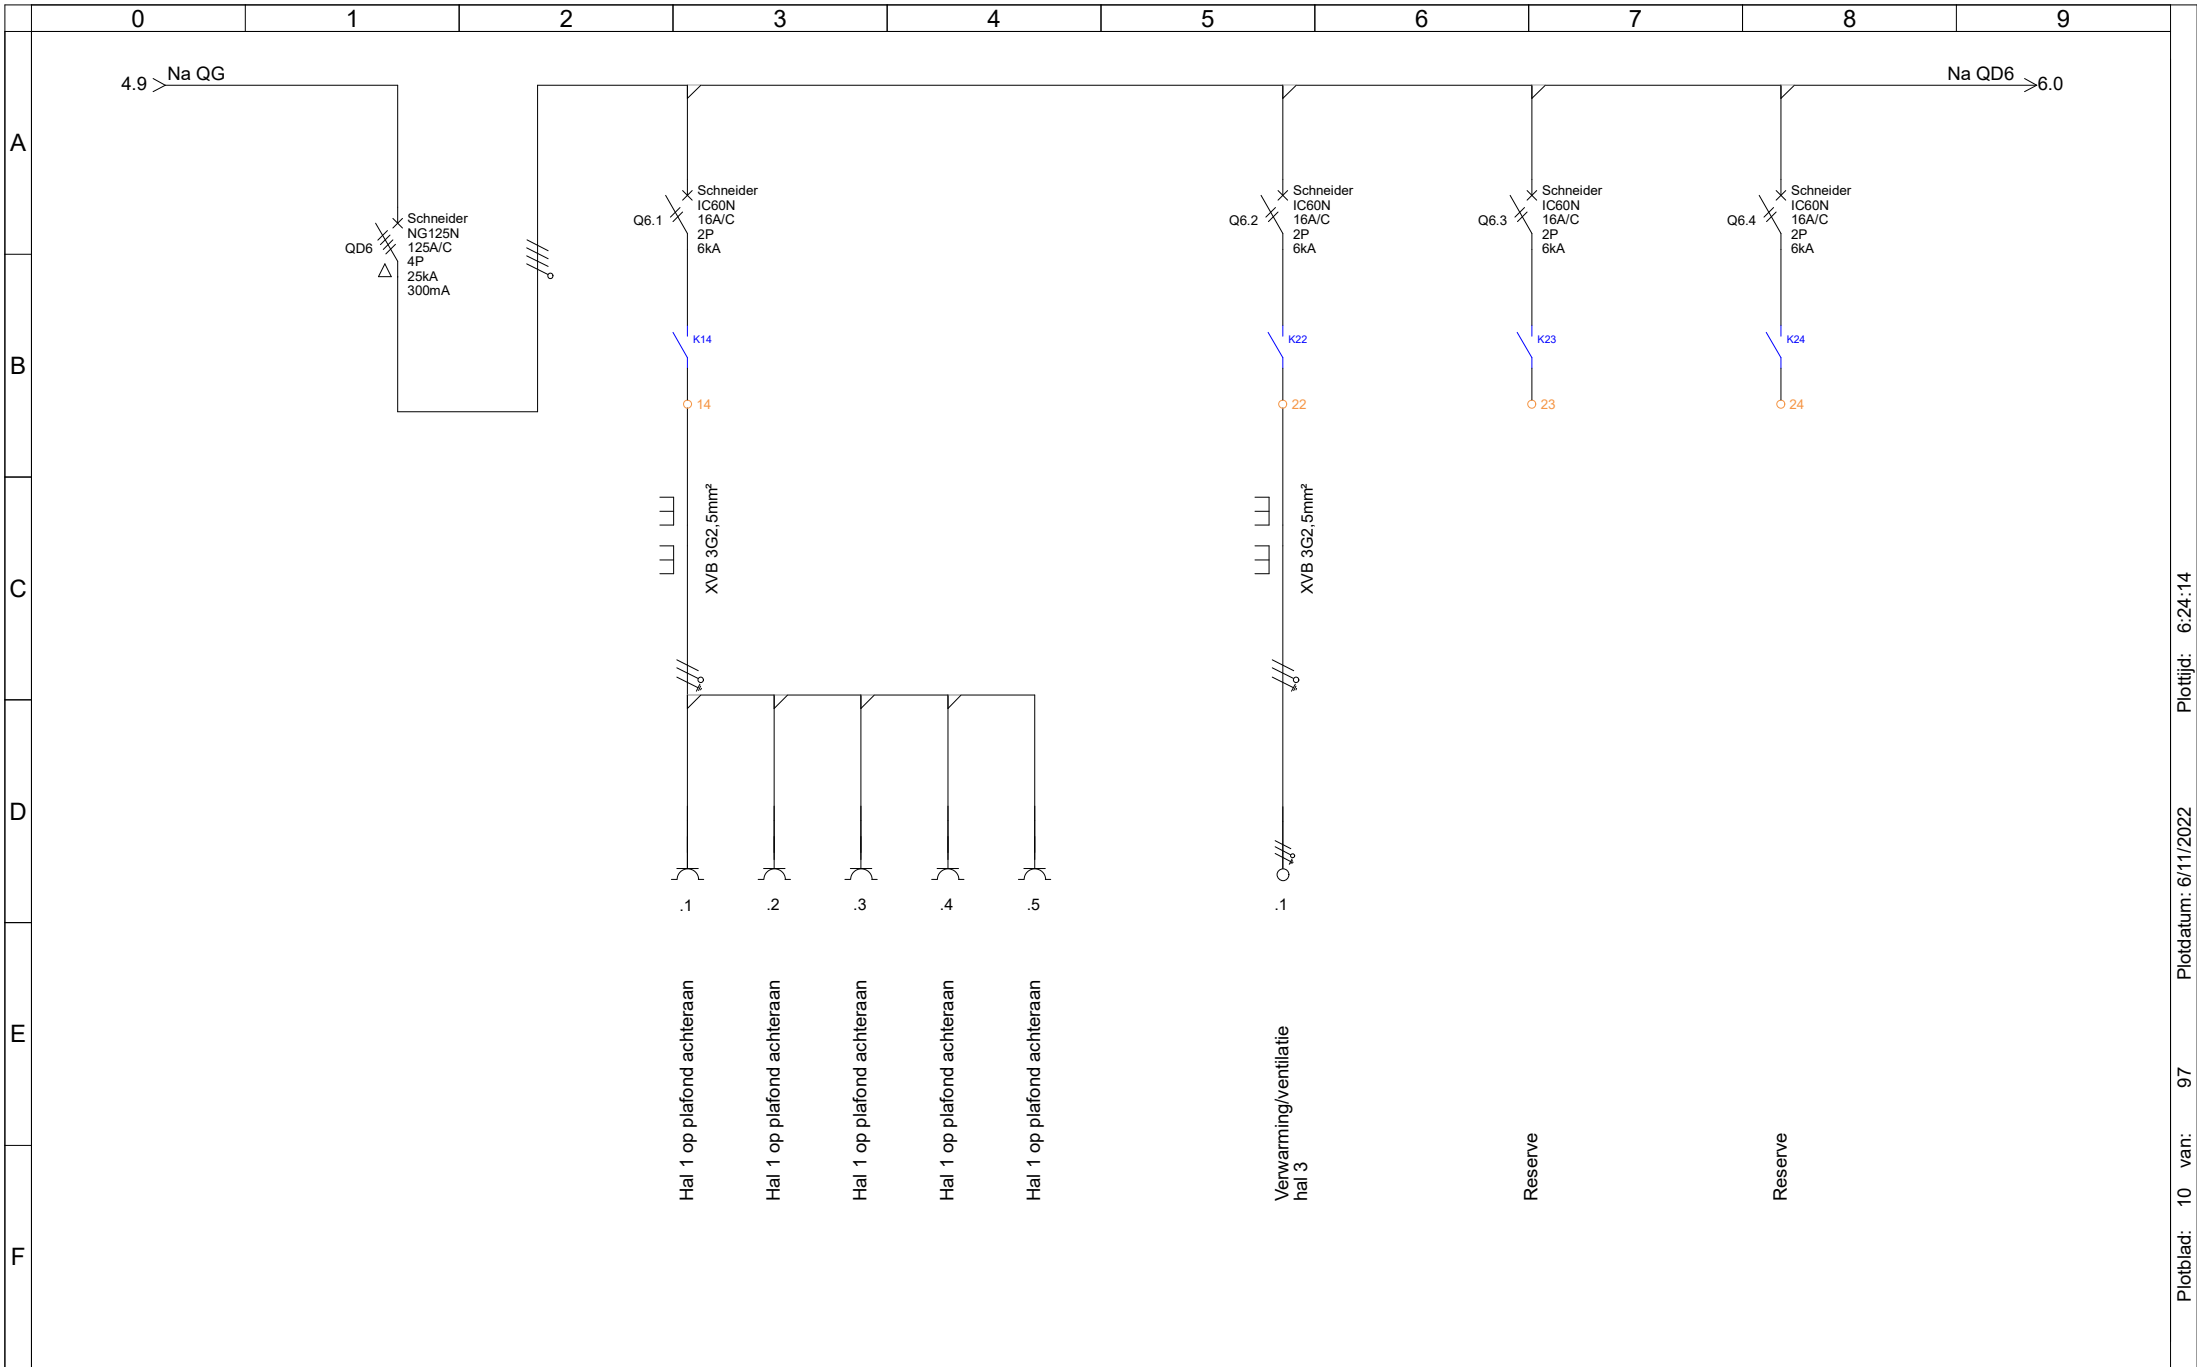 0 1 2 3 4 5 6 7 8 9
A
B
C
D
E
F
4.9
Na QG
Na QD6
6.0
QD6
Schneider
NG125N
125A/C
4P
25kA
300mA
Q6.1
Schneider
IC60N
16A/C
2P
6kA
K14
14
XVB 3G2,5mm²
.1
.2
.3
.4
.5
Hal 1 op plafond achteraan
Hal 1 op plafond achteraan
Hal 1 op plafond achteraan
Hal 1 op plafond achteraan
Hal 1 op plafond achteraan
Q6.2
Schneider
IC60N
16A/C
2P
6kA
K22
22
XVB 3G2,5mm²
.1
Verwarming/ventilatie
hal 3
Q6.3
Schneider
IC60N
16A/C
2P
6kA
K23
23
Reserve
Q6.4
Schneider
IC60N
16A/C
2P
6kA
K24
24
Reserve
Plotblad: 10 van: 97 Plotdatum: 6/11/2022 Plottijd: 6:24:14